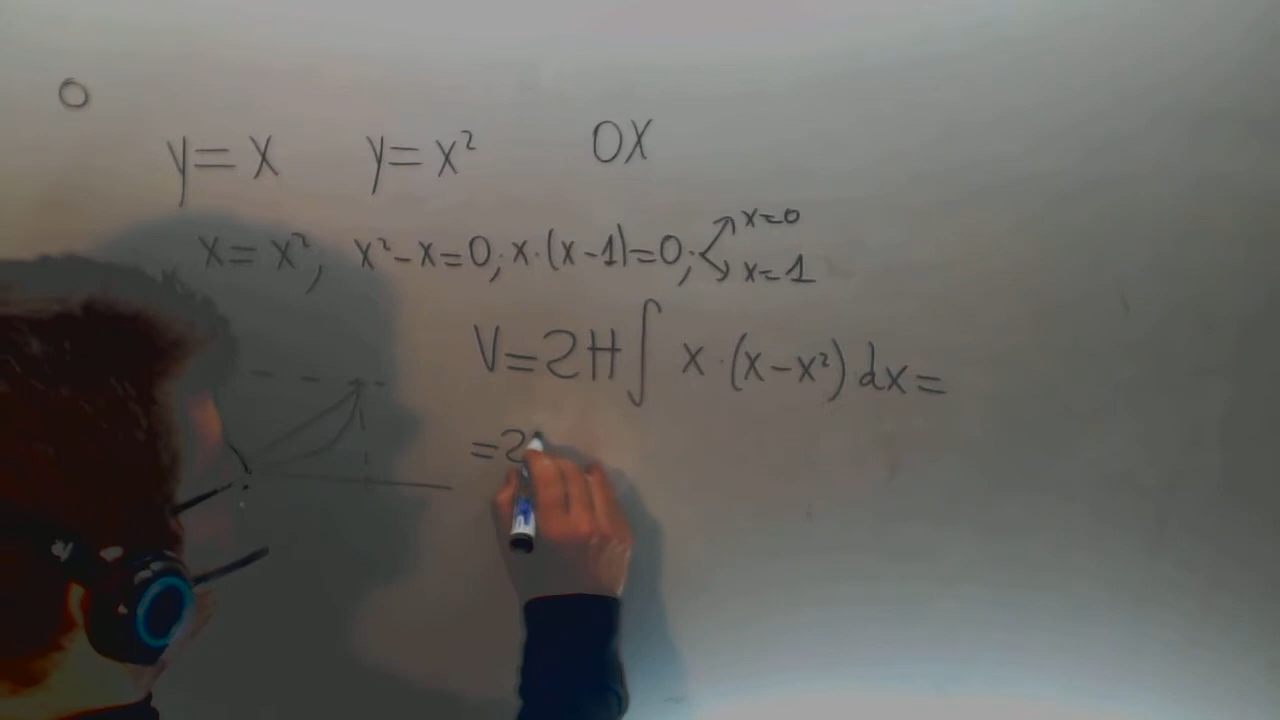 O
y=x y=x² OX
x=x², x²-x=0; x·(x-1)=0; x=0
x=1
V=2π∫ x·(x-x²)dx=
=2